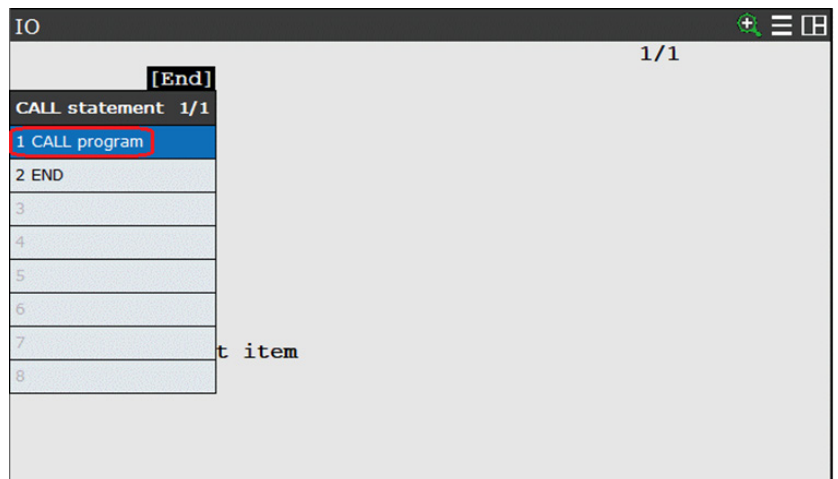 IO
1/1
[End]
CALL statement 1/1
1 CALL program
2 END
3
4
5
6
7
t item
8